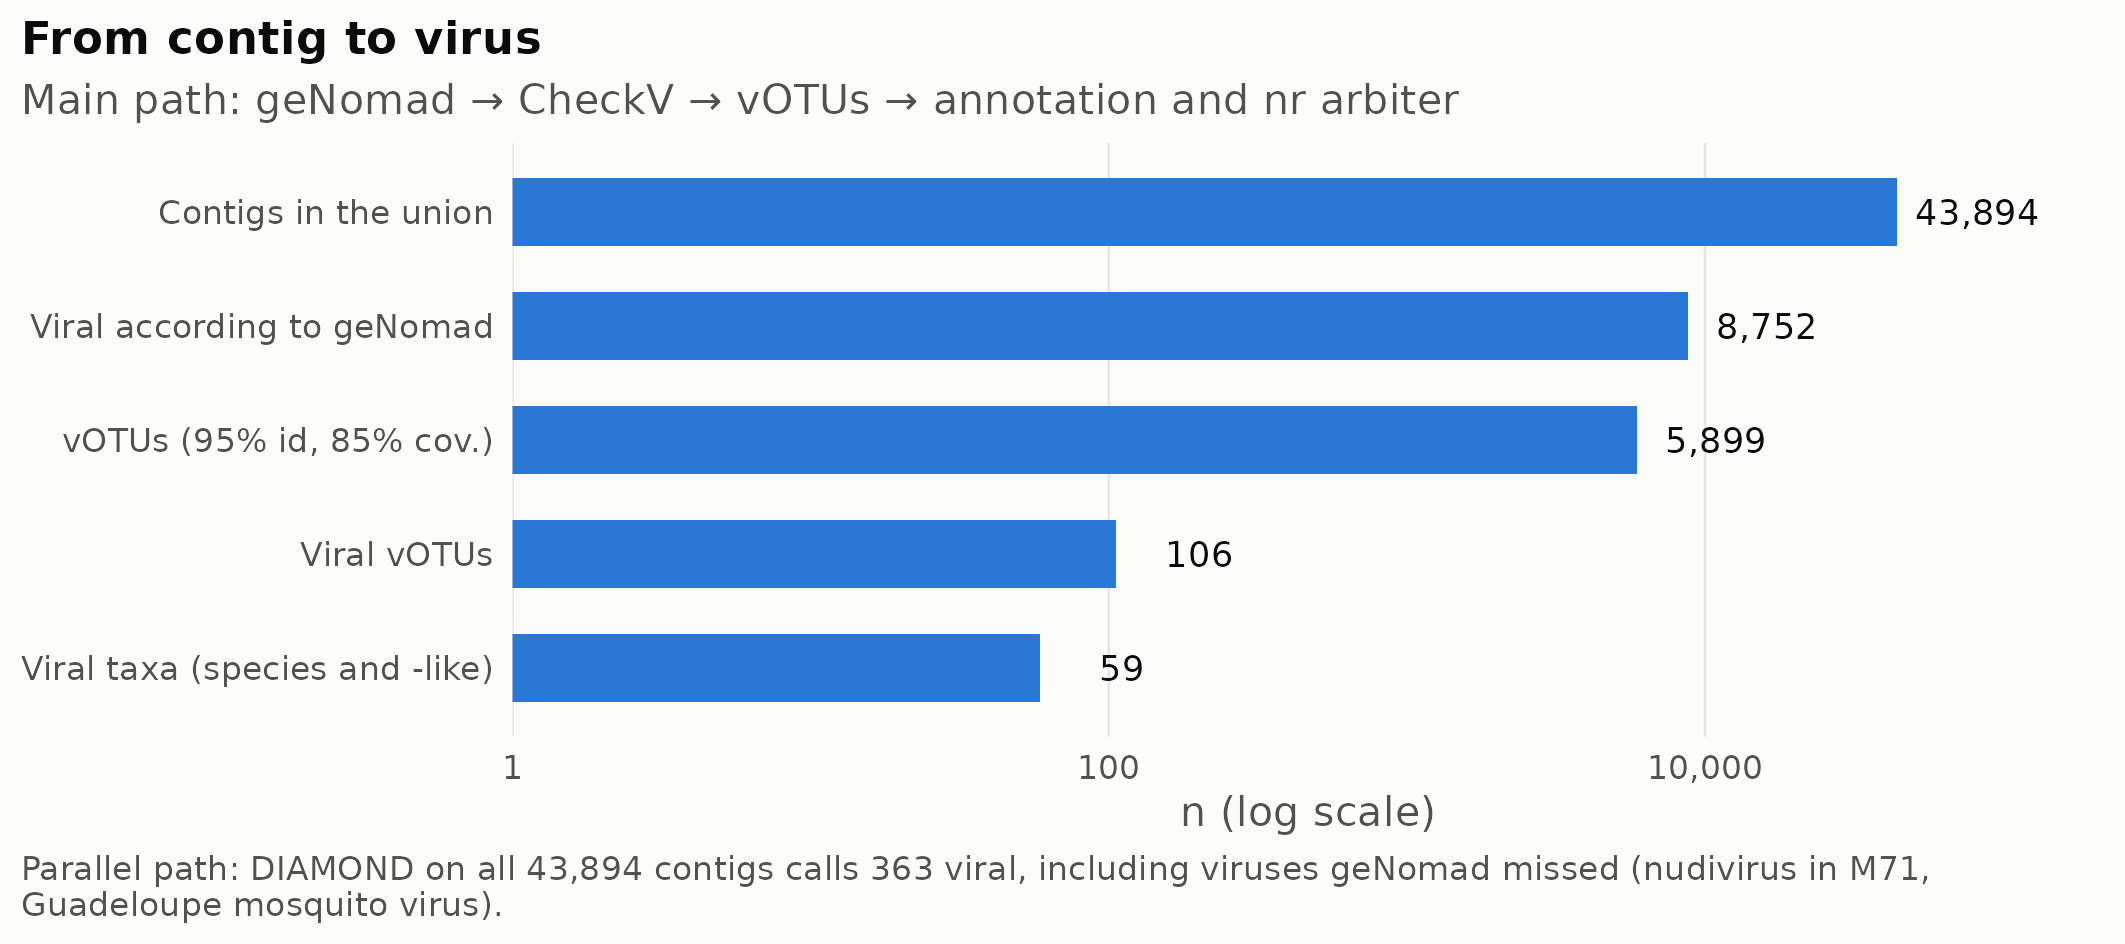 From contig to virus
Main path: geNomad → CheckV → vOTUs → annotation and nr arbiter
Contigs in the union 43,894
Viral according to geNomad 8,752
vOTUs (95% id, 85% cov.) 5,899
Viral vOTUs 106
Viral taxa (species and -like) 59
1 100 10,000
n (log scale)
Parallel path: DIAMOND on all 43,894 contigs calls 363 viral, including viruses geNomad missed (nudivirus in M71,
Guadeloupe mosquito virus).